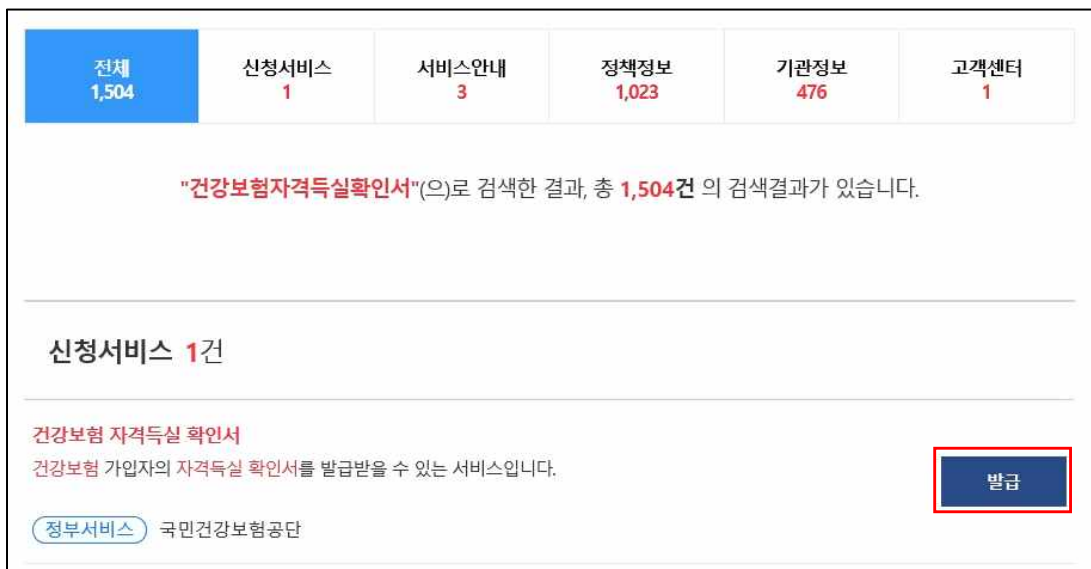 전체 신청서비스 서비스안내 정책정보 기관정보 고객센터
1,504 1 3 1,023 476 1
"건강보험자격득실확인서"(으)로 검색한 결과, 총 1,504건 의 검색결과가 있습니다.
신청서비스 1건
건강보험 자격득실 확인서
건강보험 가입자의 자격득실 확인서를 발급받을 수 있는 서비스입니다.
발급
정부서비스 국민건강보험공단